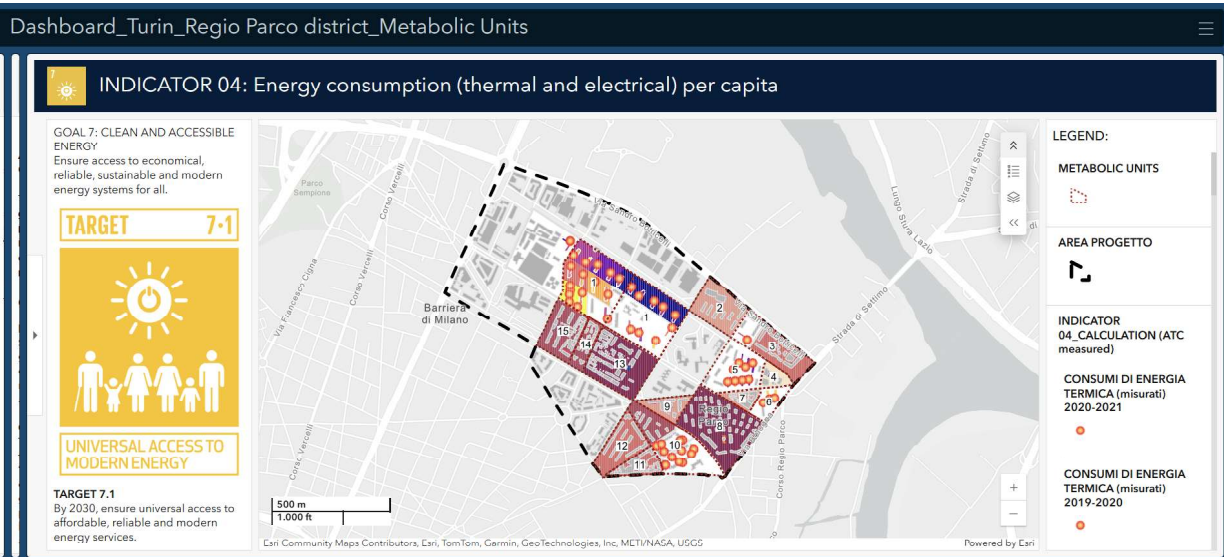 Dashboard_Turin_Regio Parco district_Metabolic Units
7
INDICATOR 04: Energy consumption (thermal and electrical) per capita
GOAL 7: CLEAN AND ACCESSIBLE
ENERGY
Ensure access to economical,
reliable, sustainable and modern
energy systems for all.
TARGET 7·1
UNIVERSAL ACCESS TO
MODERN ENERGY
TARGET 7.1
By 2030, ensure universal access to
affordable, reliable and modern
energy services.
Parco
Sempione
Corso Vercelli
Corso Vercelli
Via Francesco Cigna
Corso Vercelli
Barriera
di Milano
Lungo Stura Lazio
Strada di Settimo
Strada di Settimo
di
Corso Regio Parco
Regio
1
1
2
3
4
5
6
7
8
9
10
11
12
13
14
15
500 m
1.000 ft
Esri Community Maps Contributors, Esri, TomTom, Garmin, GeoTechnologies, Inc, METI/NASA, USGS
Powered by Esri
LEGEND:
METABOLIC UNITS
AREA PROGETTO
INDICATOR
04_CALCULATION (ATC
measured)
CONSUMI DI ENERGIA
TERMICA (misurati)
2020-2021
CONSUMI DI ENERGIA
TERMICA (misurati)
2019-2020